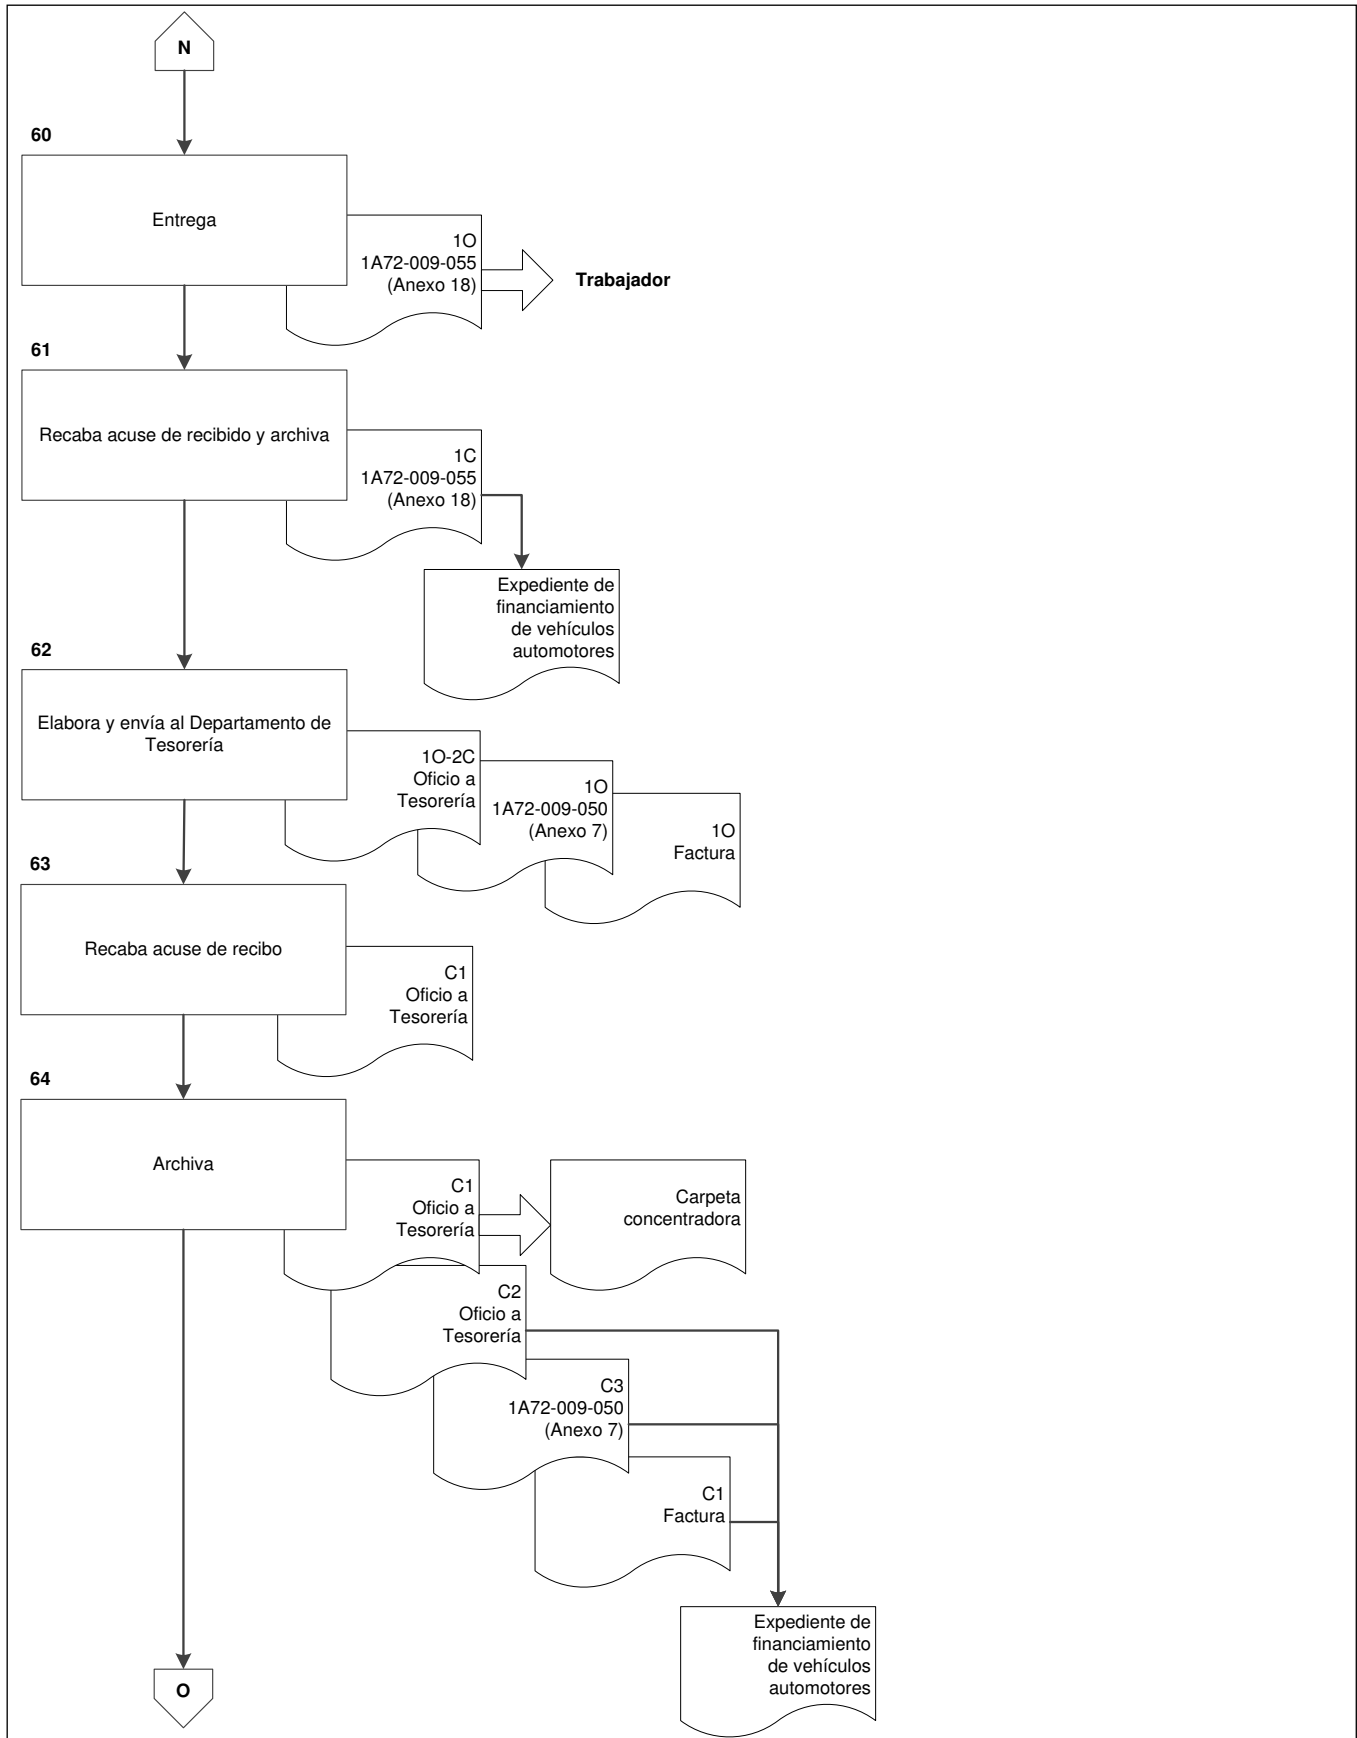 N
60
Entrega
1O
1A72-009-055
(Anexo 18)
Trabajador
61
Recaba acuse de recibido y archiva
1C
1A72-009-055
(Anexo 18)
Expediente de
financiamiento
de vehículos
automotores
62
Elabora y envía al Departamento de
Tesorería
1O-2C
Oficio a
Tesorería
1O
1A72-009-050
(Anexo 7)
1O
Factura
63
Recaba acuse de recibo
C1
Oficio a
Tesorería
64
Archiva
C1
Oficio a
Tesorería
Carpeta
concentradora
C2
Oficio a
Tesorería
C3
1A72-009-050
(Anexo 7)
C1
Factura
Expediente de
financiamiento
de vehículos
automotores
O